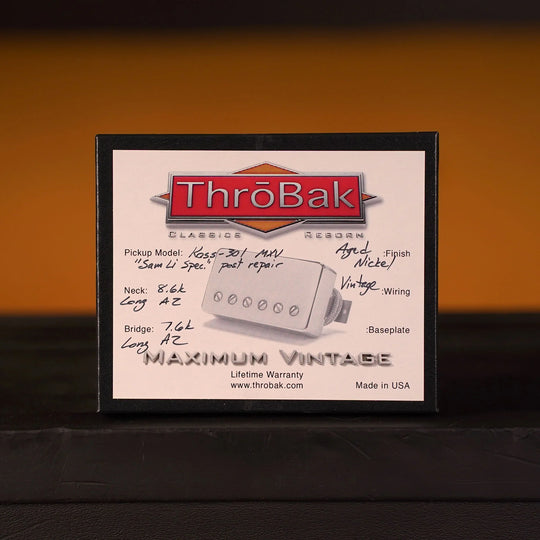 ThrōBak
Classics Reborn
Pickup Model: Koss-301 MXV Aged :Finish
"Sam Li Spec." post repair Nickel
Neck: 8.6k Vintage :Wiring
Long A2
Bridge: 7.6k :Baseplate
Long A2
Maximum Vintage
Lifetime Warranty
www.throbak.com Made in USA